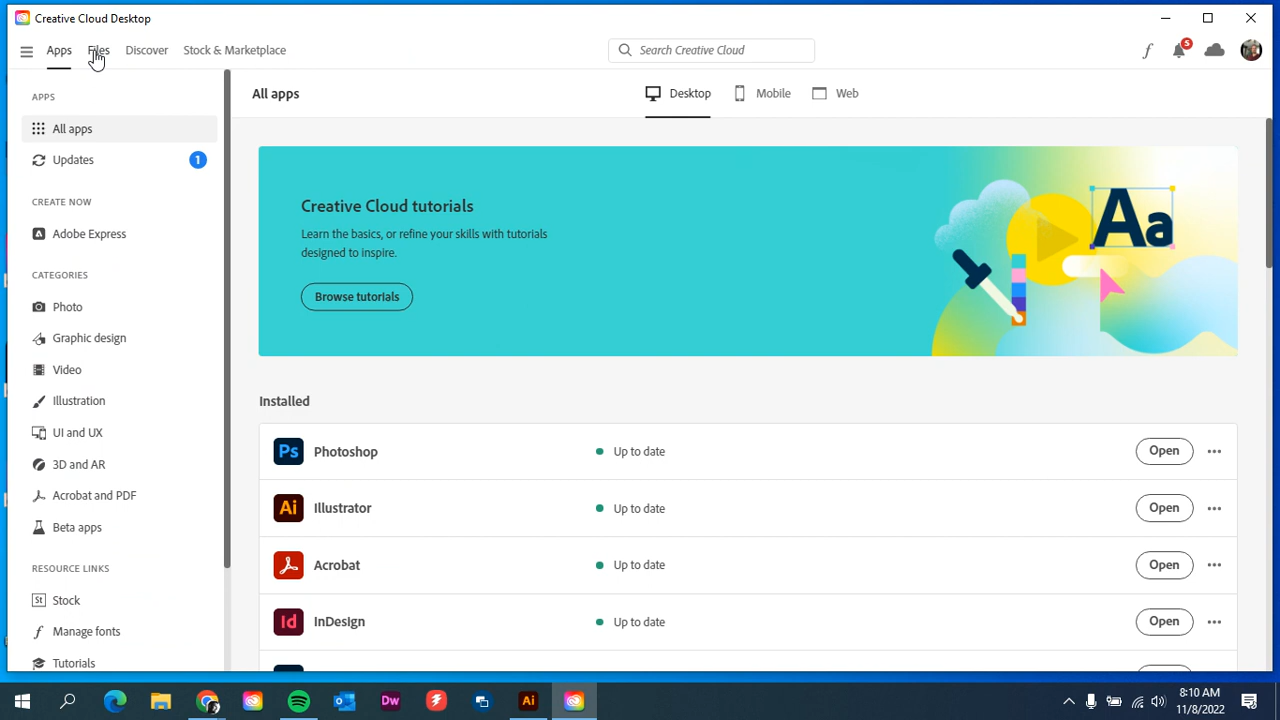 Creative Cloud Desktop
Apps Files Discover Stock & Marketplace
Search Creative Cloud
5
APPS
All apps
Updates 1
CREATE NOW
Adobe Express
CATEGORIES
Photo
Graphic design
Video
Illustration
UI and UX
3D and AR
Acrobat and PDF
Beta apps
RESOURCE LINKS
St Stock
Manage fonts
Tutorials
All apps
Desktop Mobile Web
Creative Cloud tutorials
Learn the basics, or refine your skills with tutorials
designed to inspire.
Browse tutorials
Aa
Installed
Ps Photoshop Up to date Open
Ai Illustrator Up to date Open
Acrobat Up to date Open
Id InDesign Up to date Open
Dw
Ai
8:10 AM
11/8/2022